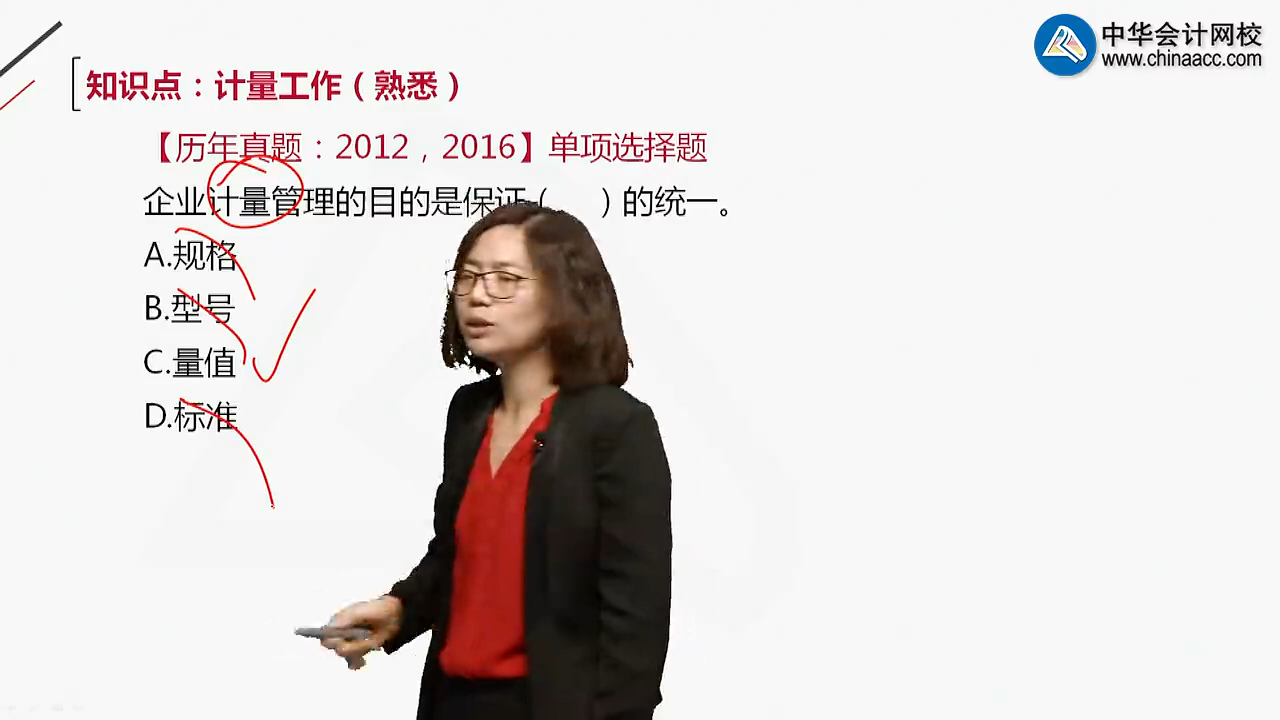 中华会计网校
www.chinaacc.com
知识点：计量工作（熟悉）
【历年真题：2012，2016】单项选择题
企业计量管理的目的是保证（ ）的统一。
A.规格
B.型号
C.量值
D.标准